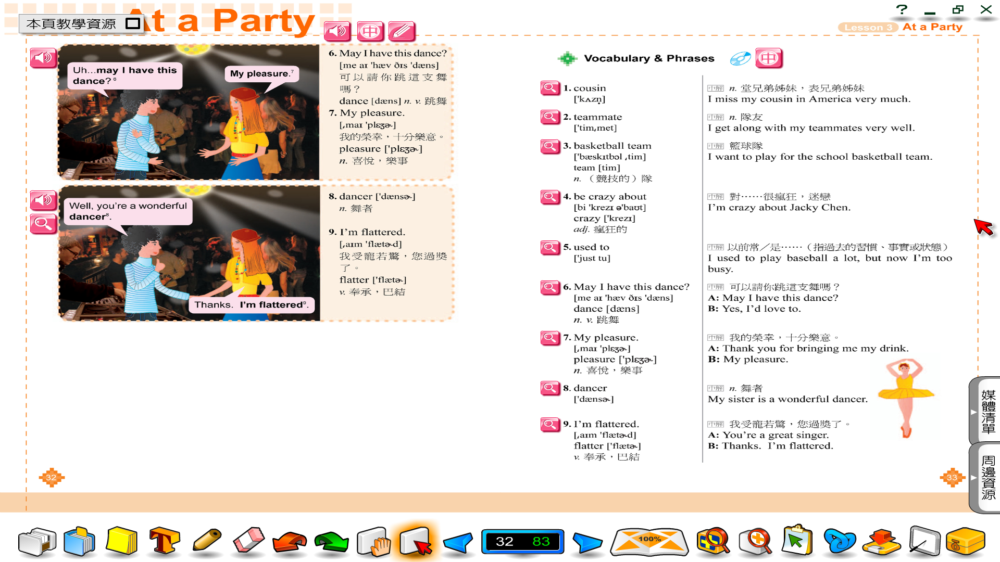 本頁教學資源
At a Party
Lesson 3 At a Party
Uh...may I have this
dance? 6
My pleasure.7
6. May I have this dance?
[me aɪ 'hæv ðɪs 'dæns]
可以請你跳這支舞
嗎？
dance [dæns] n. v. 跳舞
7. My pleasure.
[ˌmaɪ 'plɛʒɚ]
我的榮幸，十分樂意。
pleasure ['plɛʒɚ]
n. 喜悅，樂事
Well, you're a wonderful
dancer8.
Thanks. I'm flattered9.
8. dancer ['dænsɚ]
n. 舞者
9. I'm flattered.
[ˌaɪm 'flætɚd]
我受寵若驚，您過獎
了。
flatter ['flætɚ]
v. 奉承，巴結
32
Vocabulary & Phrases
中
1. cousin
['kʌzn̩]
中解 n. 堂兄弟姊妹，表兄弟姊妹
I miss my cousin in America very much.
2. teammate
['timˌmet]
中解 n. 隊友
I get along with my teammates very well.
3. basketball team
['bæskɪtbɔl ˌtim]
team [tim]
n. （競技的）隊
中解 籃球隊
I want to play for the school basketball team.
4. be crazy about
[bi 'krezɪ ə'baʊt]
crazy ['krezɪ]
adj. 瘋狂的
中解 對……很瘋狂，迷戀
I'm crazy about Jacky Chen.
5. used to
['just tu]
中解 以前常／是……（指過去的習慣、事實或狀態）
I used to play baseball a lot, but now I'm too
busy.
6. May I have this dance?
[me aɪ 'hæv ðɪs 'dæns]
dance [dæns]
n. v. 跳舞
中解 可以請你跳這支舞嗎？
A: May I have this dance?
B: Yes, I'd love to.
7. My pleasure.
[ˌmaɪ 'plɛʒɚ]
pleasure ['plɛʒɚ]
n. 喜悅，樂事
中解 我的榮幸，十分樂意。
A: Thank you for bringing me my drink.
B: My pleasure.
8. dancer
['dænsɚ]
中解 n. 舞者
My sister is a wonderful dancer.
9. I'm flattered.
[ˌaɪm 'flætɚd]
flatter ['flætɚ]
v. 奉承，巴結
中解 我受寵若驚，您過獎了。
A: You're a great singer.
B: Thanks. I'm flattered.
33
媒體清單
周邊資源
32 83
100%